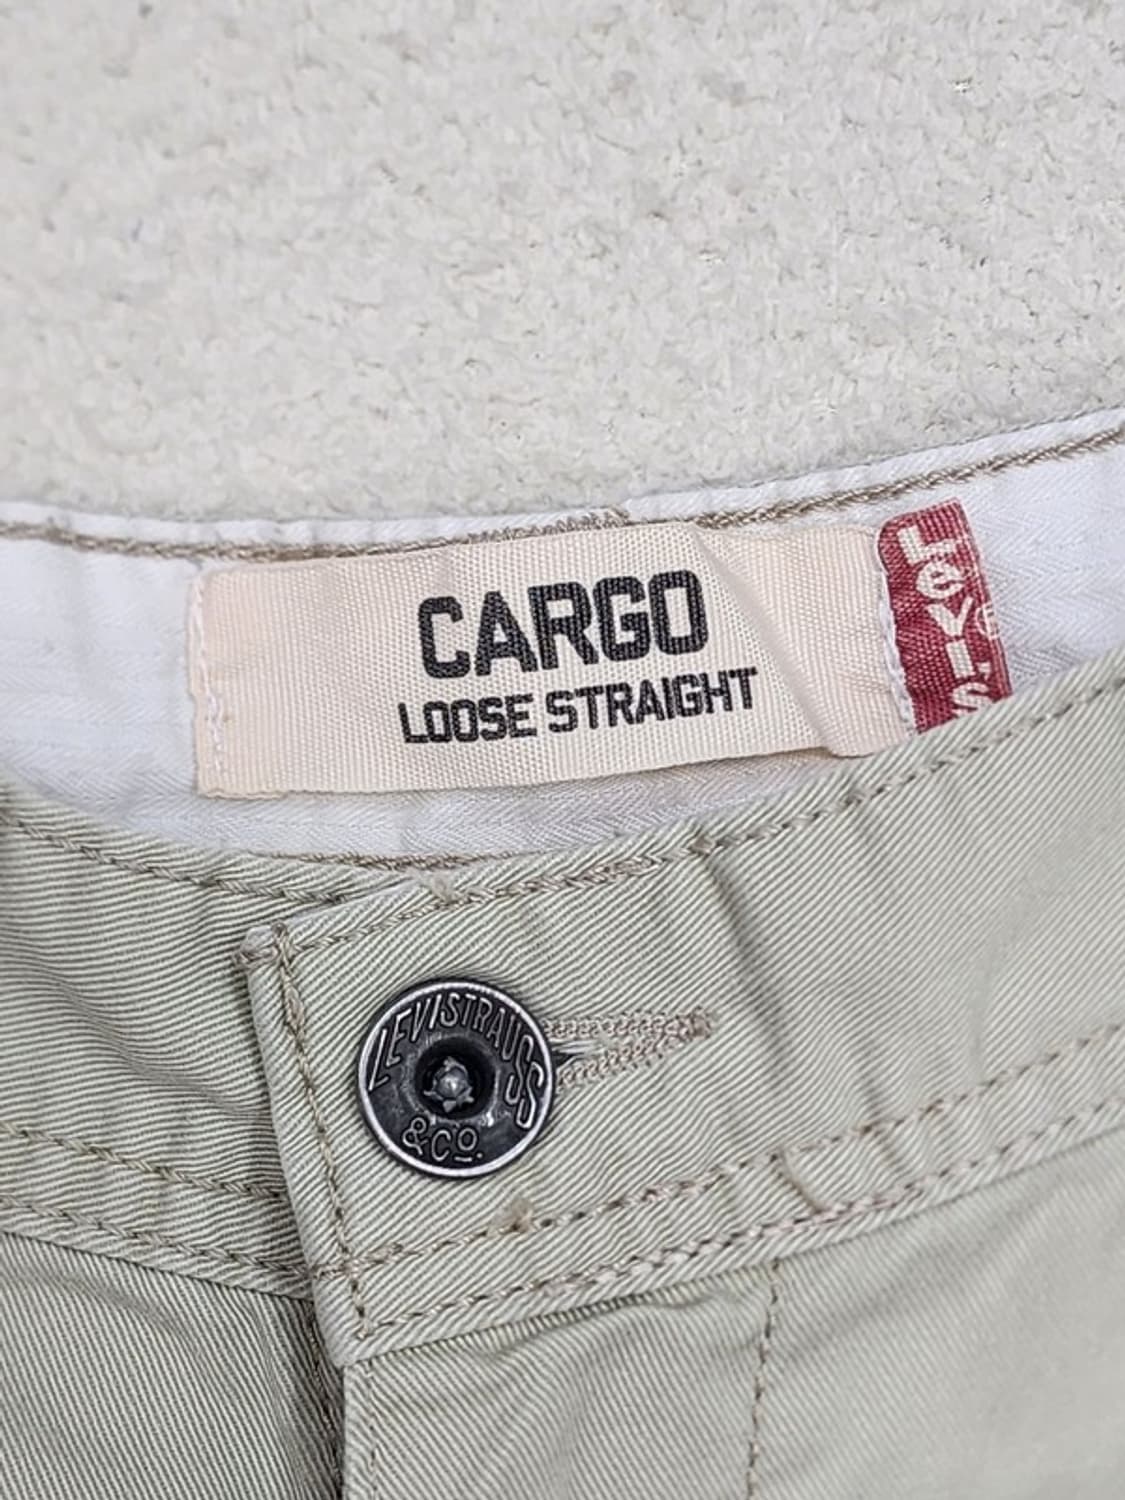 CARGO
LOOSE STRAIGHT
LeVI'S
®
LEVI STRAUSS
& CO.